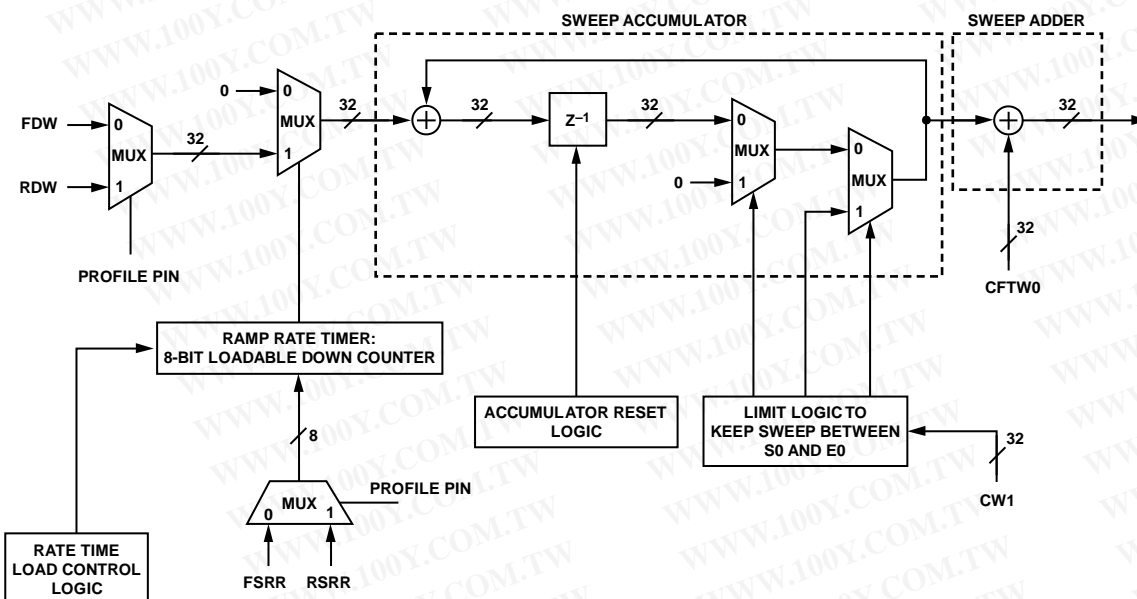 SWEEP ACCUMULATOR
SWEEP ADDER
FDW
RDW
0
MUX
1
32
PROFILE PIN
0
0
MUX
1
32
32
Z–1
32
0
MUX
1
0
0
MUX
1
32
32
CFTW0
RAMP RATE TIMER:
8-BIT LOADABLE DOWN COUNTER
ACCUMULATOR RESET
LOGIC
LIMIT LOGIC TO
KEEP SWEEP BETWEEN
S0 AND E0
32
CW1
8
MUX
0
1
PROFILE PIN
FSRR
RSRR
RATE TIME
LOAD CONTROL
LOGIC
WWW.100Y.COM.TW